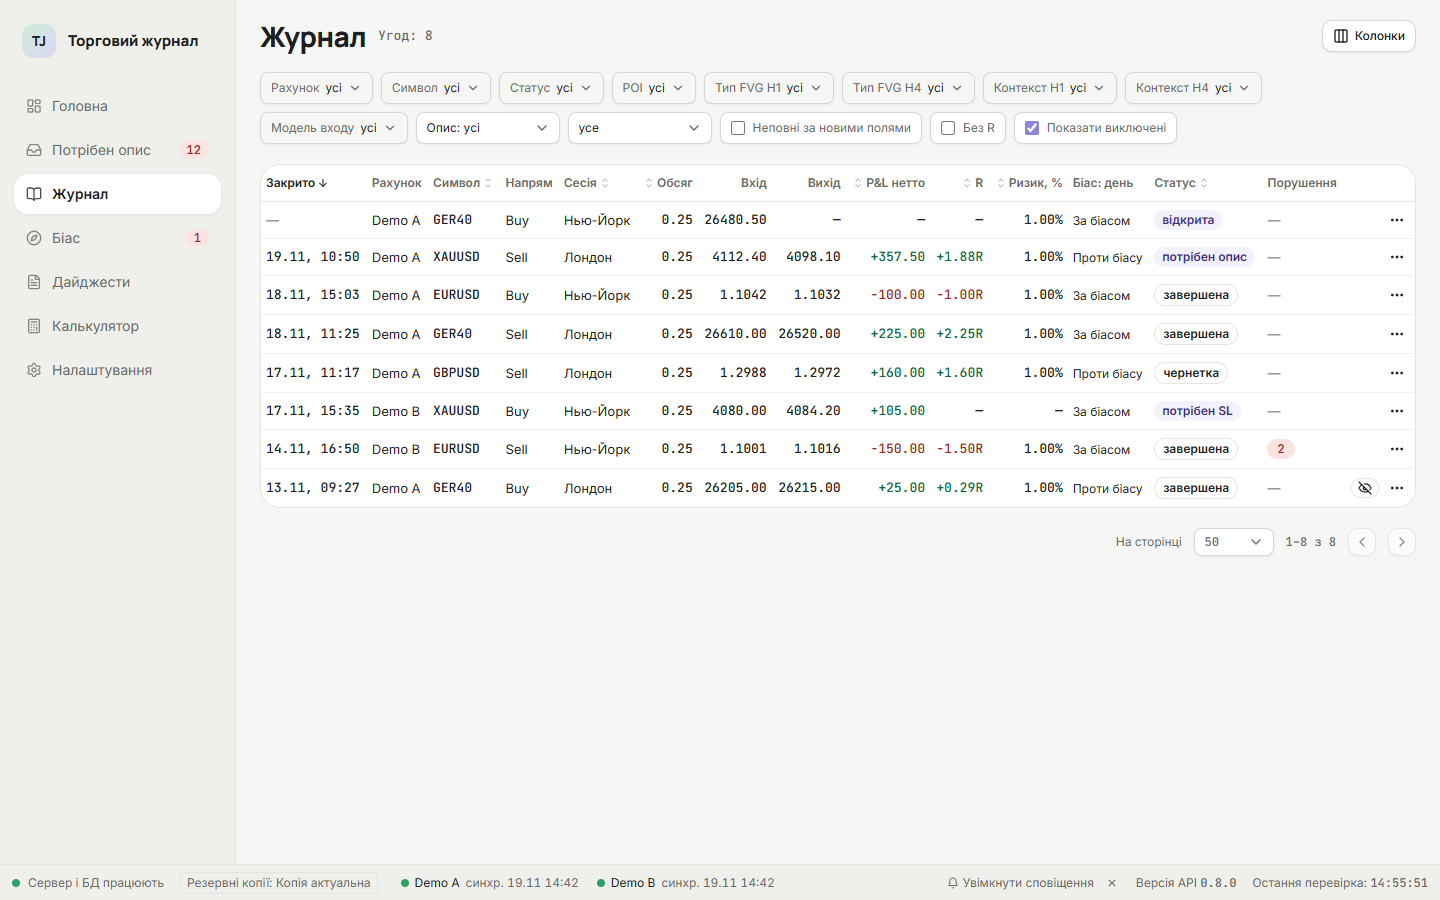 TJ Торговий журнал
Головна
Потрібен опис 12
Журнал
Біас 1
Дайджести
Калькулятор
Налаштування
Журнал Угод: 8
Колонки
Рахунок усі Символ усі Статус усі POI усі Тип FVG H1 усі Тип FVG H4 усі Контекст H1 усі Контекст H4 усі
Модель входу усі Опис: усі усе Неповні за новими полями Без R Показати виключені
Закрито Рахунок Символ Напрям Сесія Обсяг Вхід Вихід P&L нетто R Ризик, % Біас: день Статус Порушення
— Demo A GER40 Buy Нью-Йорк 0.25 26480.50 — — — 1.00% За біасом відкрита —
19.11, 10:50 Demo A XAUUSD Sell Лондон 0.25 4112.40 4098.10 +357.50 +1.88R 1.00% Проти біасу потрібен опис —
18.11, 15:03 Demo A EURUSD Buy Нью-Йорк 0.25 1.1042 1.1032 -100.00 -1.00R 1.00% За біасом завершена —
18.11, 11:25 Demo A GER40 Sell Лондон 0.25 26610.00 26520.00 +225.00 +2.25R 1.00% За біасом завершена —
17.11, 11:17 Demo A GBPUSD Sell Лондон 0.25 1.2988 1.2972 +160.00 +1.60R 1.00% Проти біасу чернетка —
17.11, 15:35 Demo B XAUUSD Buy Нью-Йорк 0.25 4080.00 4084.20 +105.00 — — За біасом потрібен SL —
14.11, 16:50 Demo B EURUSD Sell Нью-Йорк 0.25 1.1001 1.1016 -150.00 -1.50R 1.00% За біасом завершена 2
13.11, 09:27 Demo A GER40 Buy Лондон 0.25 26205.00 26215.00 +25.00 +0.29R 1.00% Проти біасу завершена —
На сторінці 50 1–8 з 8
Сервер і БД працюють Резервні копії: Копія актуальна Demo A синхр. 19.11 14:42 Demo B синхр. 19.11 14:42 Увімкнути сповіщення × Версія API 0.8.0 Остання перевірка: 14:55:51